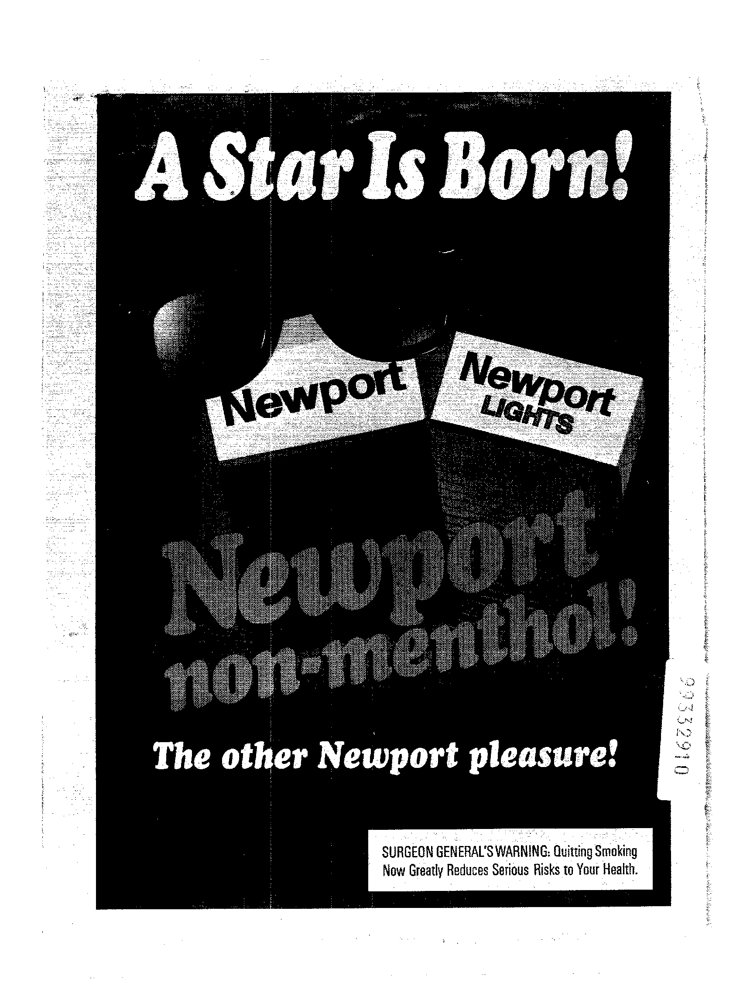 A Star Is Born!
Newport
Newport
LIGHTS
Newport
non-menthol!
The other Newport pleasure!
SURGEON GENERAL'S WARNING: Quitting Smoking
Now Greatly Reduces Serious Risks to Your Health.
99332910